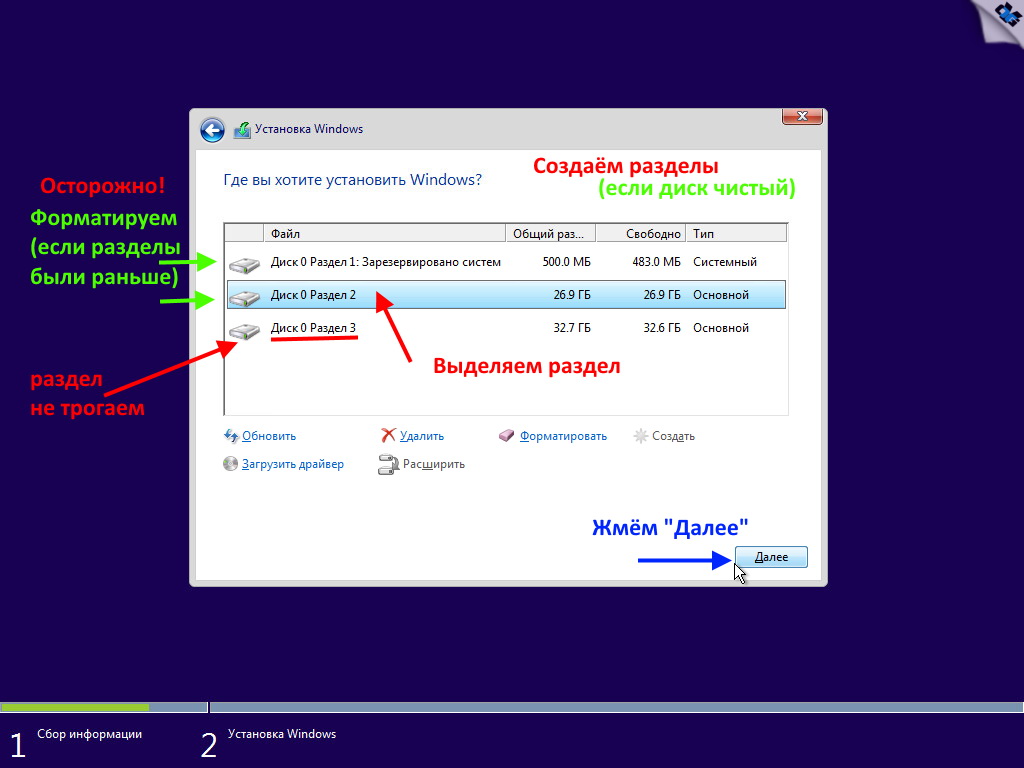 Установка Windows
Где вы хотите установить Windows?
Создаём разделы
(если диск чистый)
Осторожно!
Форматируем
(если разделы
были раньше)
Файл Общий раз... Свободно Тип
Диск 0 Раздел 1: Зарезервировано систем 500.0 МБ 483.0 МБ Системный
Диск 0 Раздел 2 26.9 ГБ 26.9 ГБ Основной
Диск 0 Раздел 3 32.7 ГБ 32.6 ГБ Основной
Выделяем раздел
раздел
не трогаем
Обновить Удалить Форматировать Создать
Загрузить драйвер Расширить
Жмём "Далее"
Далее
1 Сбор информации 2 Установка Windows